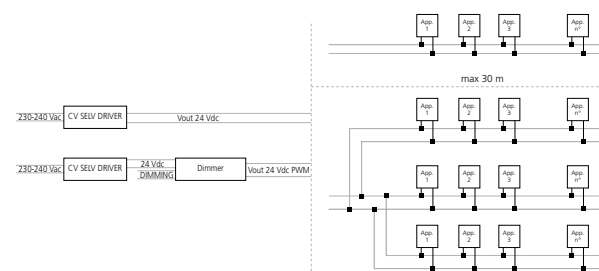 App. 1 App. 2 App. 3 App. n°
max 30 m
App. 1 App. 2 App. 3 App. n°
230-240 Vac CV SELV DRIVER Vout 24 Vdc
230-240 Vac CV SELV DRIVER 24 Vdc DIMMING Dimmer Vout 24 Vdc PWM
App. 1 App. 2 App. 3 App. n°
App. 1 App. 2 App. 3 App. n°